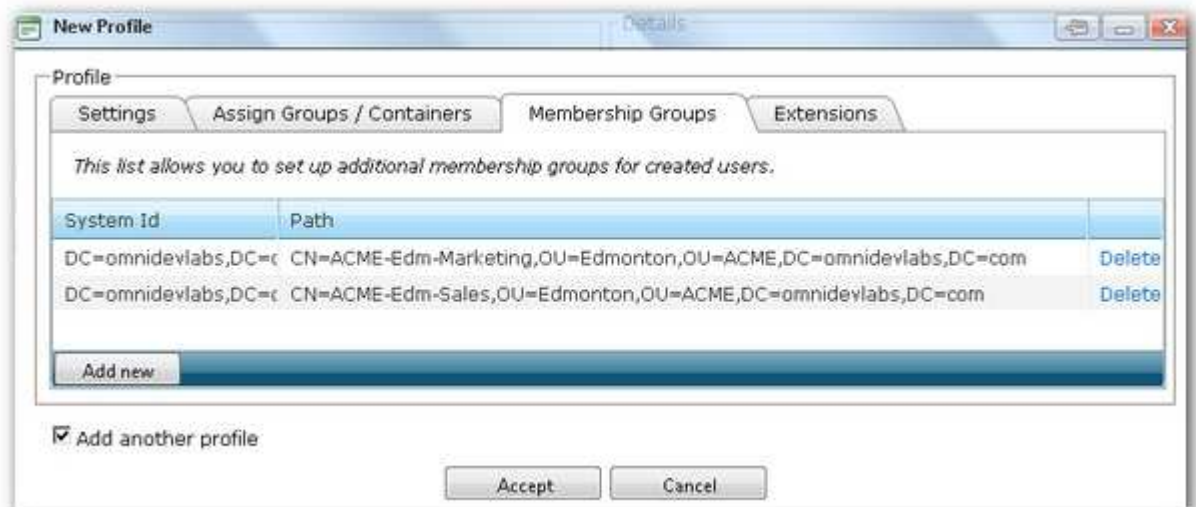 New Profile
Details
Profile
Settings Assign Groups / Containers Membership Groups Extensions
This list allows you to set up additional membership groups for created users.
System Id Path
DC=omnidevlabs,DC=c CN=ACME-Edm-Marketing,OU=Edmonton,OU=ACME,DC=omnidevlabs,DC=com Delete
DC=omnidevlabs,DC=c CN=ACME-Edm-Sales,OU=Edmonton,OU=ACME,DC=omnidevlabs,DC=com Delete
Add new
Add another profile
Accept Cancel